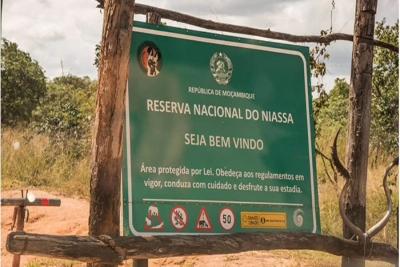 REPÚBLICA DE MOÇAMBIQUE
RESERVA NACIONAL DO NIASSA
SEJA BEM VINDO
Área protegida por Lei. Obedeça aos regulamentos em
vigor, conduza com cuidado e desfrute a sua estadia.
50